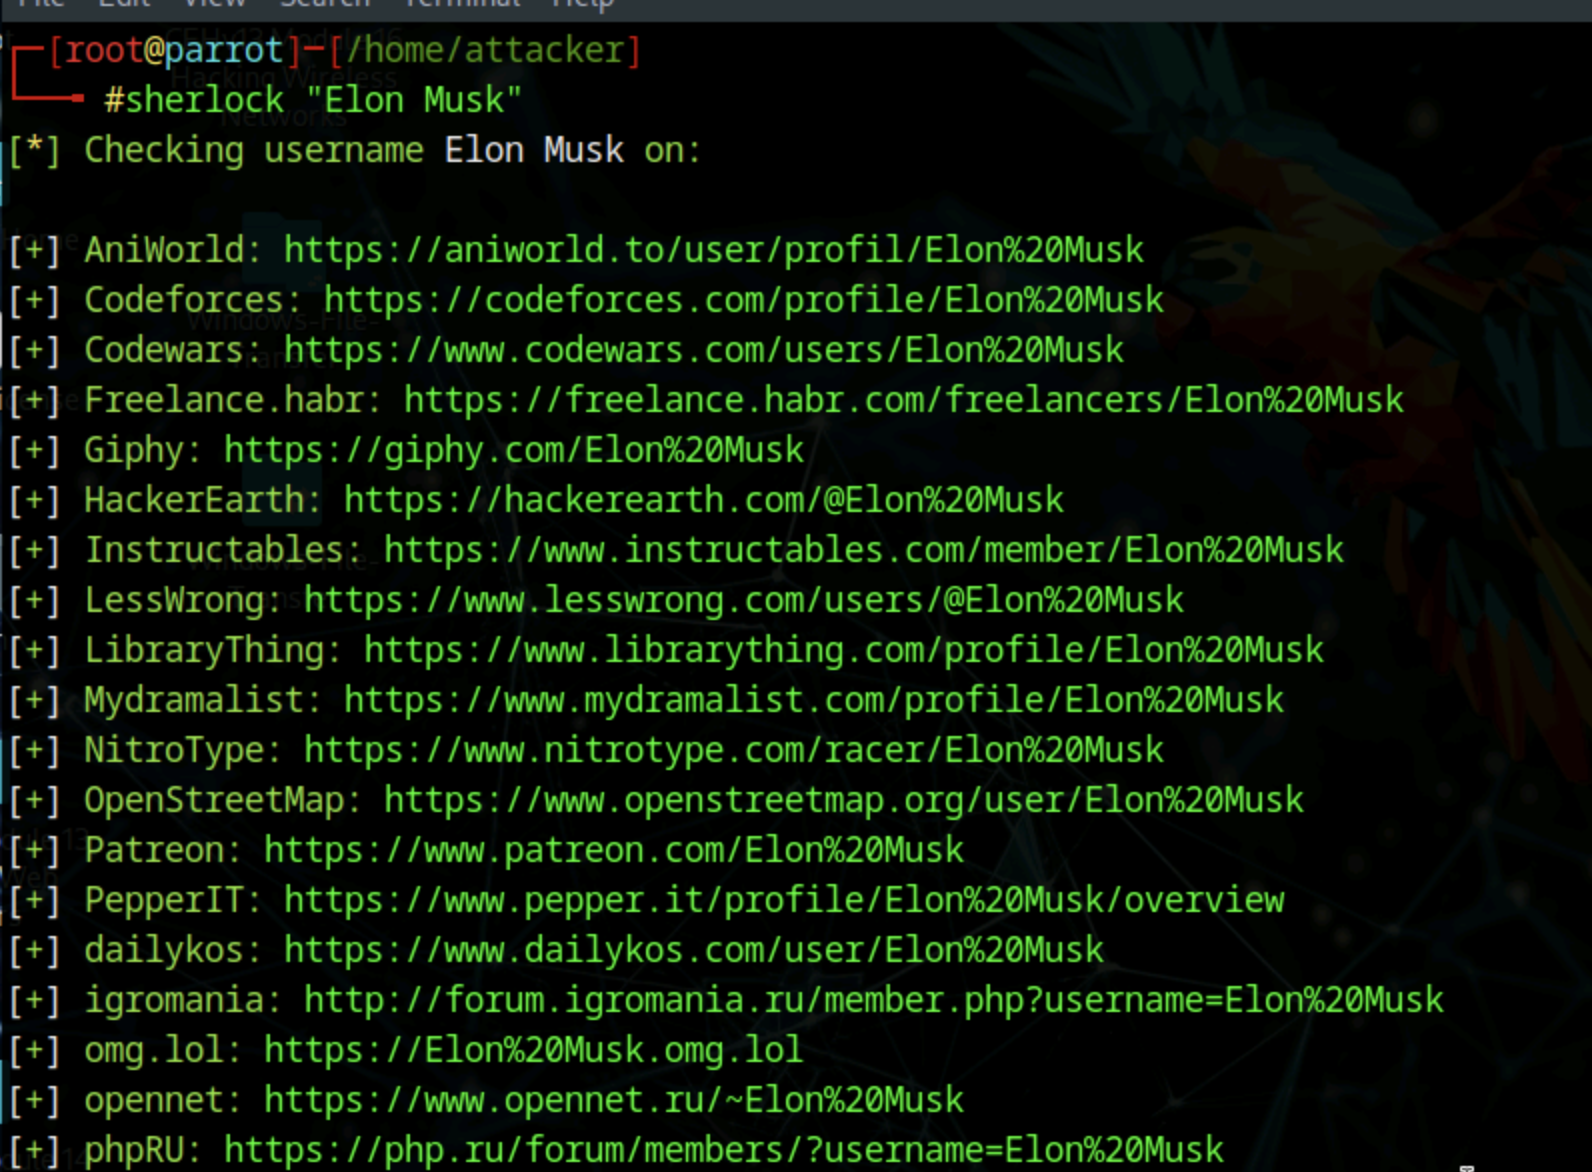 File Edit View Search Terminal Help
[root@parrot]─[/home/attacker]
#sherlock "Elon Musk"
[*] Checking username Elon Musk on:
[+] AniWorld: https://aniworld.to/user/profil/Elon%20Musk
[+] Codeforces: https://codeforces.com/profile/Elon%20Musk
[+] Codewars: https://www.codewars.com/users/Elon%20Musk
[+] Freelance.habr: https://freelance.habr.com/freelancers/Elon%20Musk
[+] Giphy: https://giphy.com/Elon%20Musk
[+] HackerEarth: https://hackerearth.com/@Elon%20Musk
[+] Instructables: https://www.instructables.com/member/Elon%20Musk
[+] LessWrong: https://www.lesswrong.com/users/@Elon%20Musk
[+] LibraryThing: https://www.librarything.com/profile/Elon%20Musk
[+] Mydramalist: https://www.mydramalist.com/profile/Elon%20Musk
[+] NitroType: https://www.nitrotype.com/racer/Elon%20Musk
[+] OpenStreetMap: https://www.openstreetmap.org/user/Elon%20Musk
[+] Patreon: https://www.patreon.com/Elon%20Musk
[+] PepperIT: https://www.pepper.it/profile/Elon%20Musk/overview
[+] dailykos: https://www.dailykos.com/user/Elon%20Musk
[+] igromania: http://forum.igromania.ru/member.php?username=Elon%20Musk
[+] omg.lol: https://Elon%20Musk.omg.lol
[+] opennet: https://www.opennet.ru/~Elon%20Musk
[+] phpRU: https://php.ru/forum/members/?username=Elon%20Musk